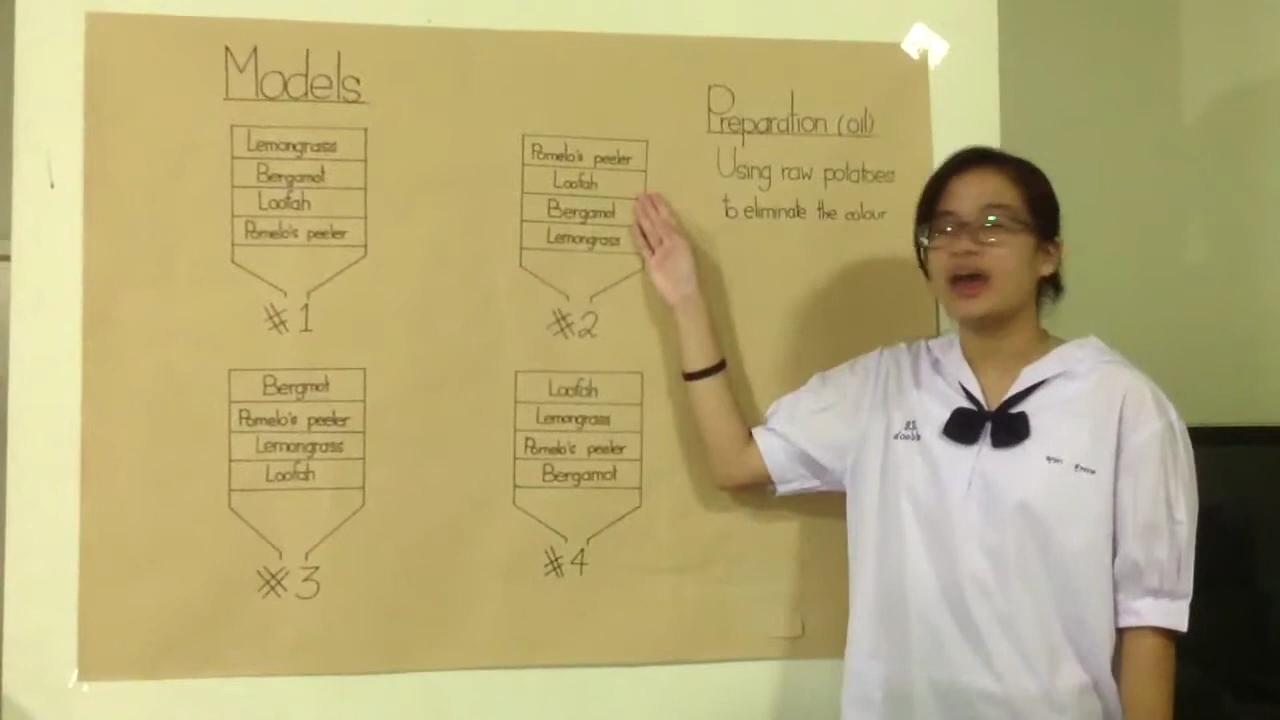 Models
Lemongrass
Bergamot
Loofah
Pomelo's peeler
#1
Pomelo's peeler
Loofah
Bergamot
Lemongrass
#2
Bergmot
Pomelo's peeler
Lemongrass
Loofah
#3
Loofah
Lemongrass
Pomelo's peeler
Bergamot
#4
Preparation (oil)
Using raw potatoes
to eliminate the colour